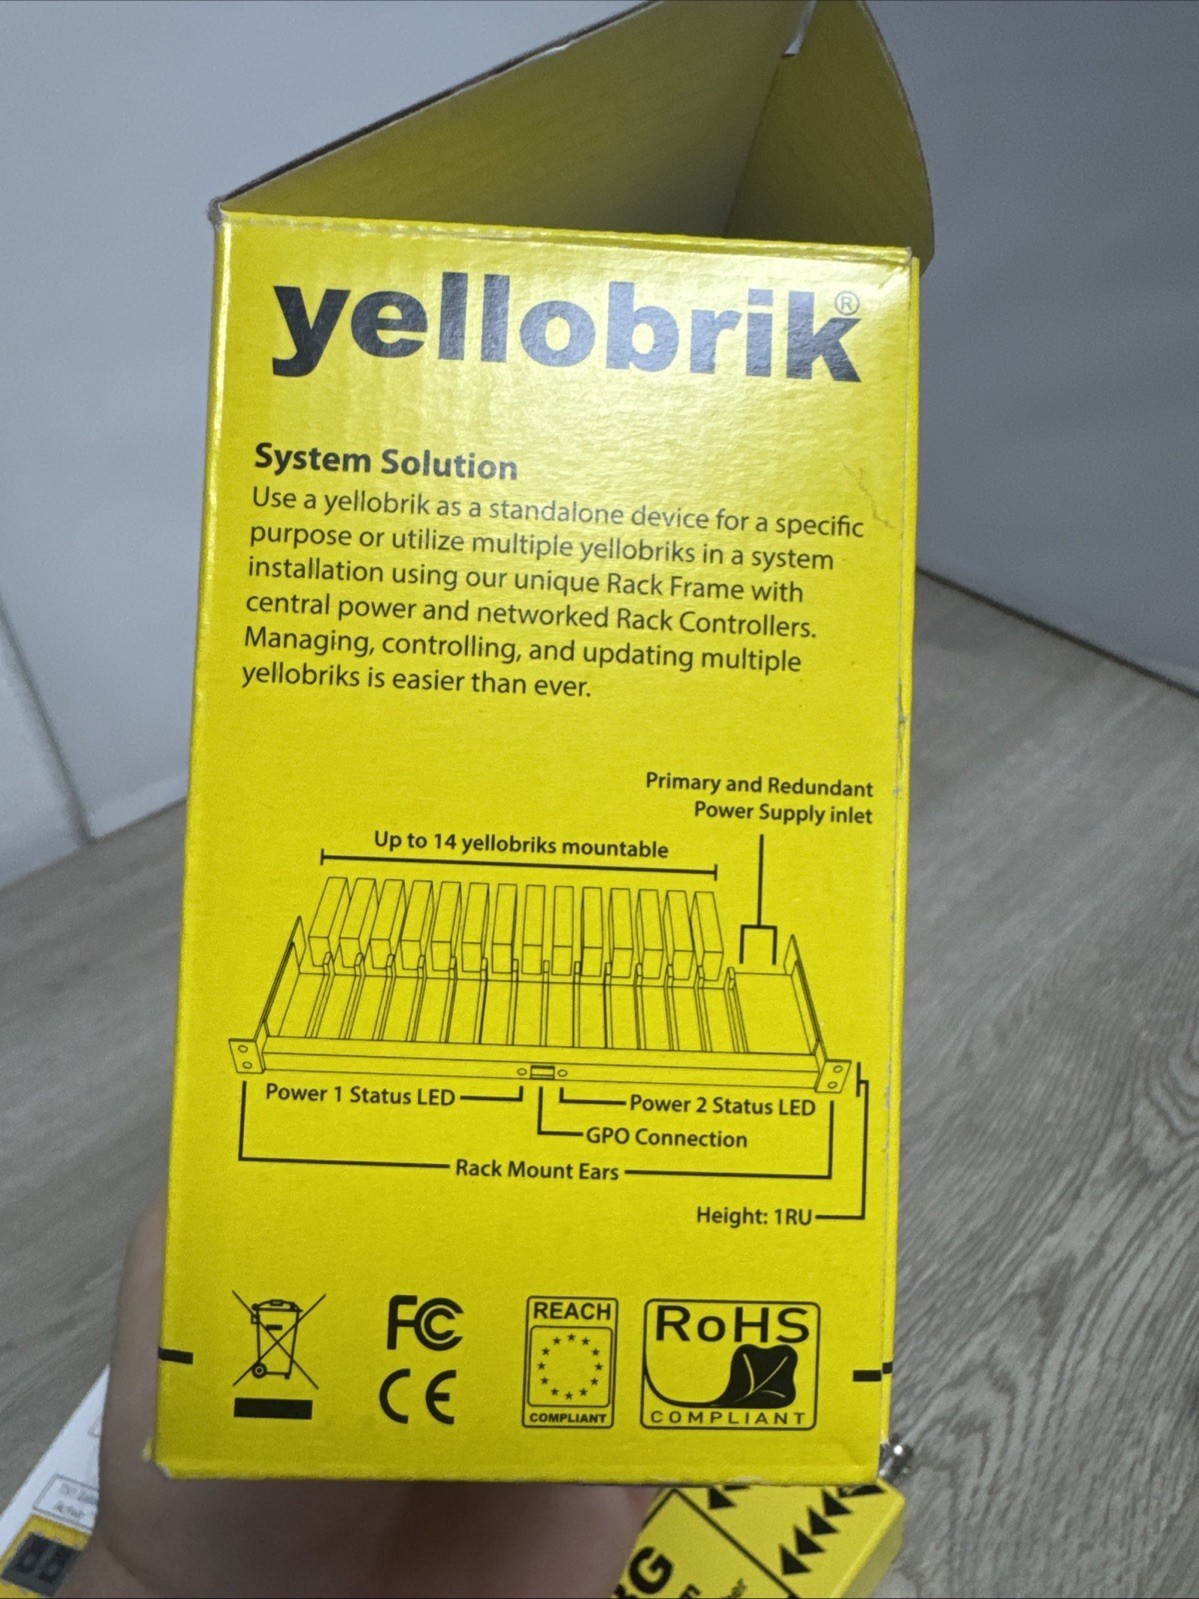 yellobrik®
System Solution
Use a yellobrik as a standalone device for a specific
purpose or utilize multiple yellobriks in a system
installation using our unique Rack Frame with
central power and networked Rack Controllers.
Managing, controlling, and updating multiple
yellobriks is easier than ever.
Primary and Redundant
Power Supply inlet
Up to 14 yellobriks mountable
Power 1 Status LED
Power 2 Status LED
GPO Connection
Rack Mount Ears
Height: 1RU
FC
CE
REACH
COMPLIANT
RoHS
COMPLIANT